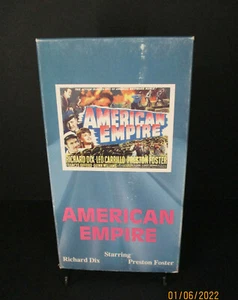 AMERICAN
EMPIRE
RICHARD DIX LEO CARRILLO PRESTON FOSTER
AMERICAN
EMPIRE
Starring
Richard Dix Preston Foster
01/06/2022